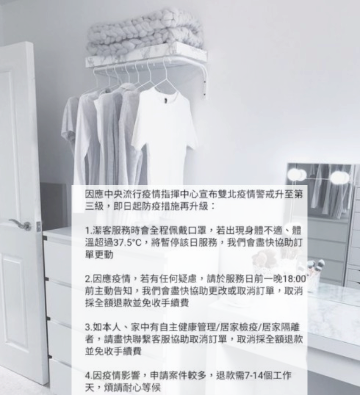 因應中央流行疫情指揮中心宣布雙北疫情警戒升至第
三級，即日起防疫措施再升級：
1.潔客服務時會全程佩戴口罩，若出現身體不適、體
溫超過37.5°C，將暫停該日服務，我們會盡快協助訂
單更動
2.因應疫情，若有任何疑慮，請於服務日前一晚18:00
前主動告知，我們會盡快協助更改或取消訂單，取消
採全額退款並免收手續費
3.如本人、家中有自主健康管理/居家檢疫/居家隔離
者，請盡快聯繫客服協助取消訂單，取消採全額退款
並免收手續費
4.因疫情影響，申請案件較多，退款需7-14個工作
天，煩請耐心等候